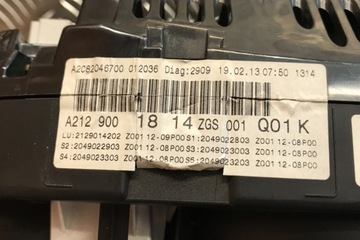 A2C82046700 012036 Diag:2909 19.02.13 07:50 1314
A212 900 18 14 ZGS 001 Q01 K
LU:2129014202 Z001 12-09P00 S1:2049022803 Z001 12-08P00
S2:2049022903 Z001 12-08P00 S3:2049023003 Z001 12-08P00
S4:2049023303 Z001 12-08P00 S5:2049023203 Z001 12-08P00